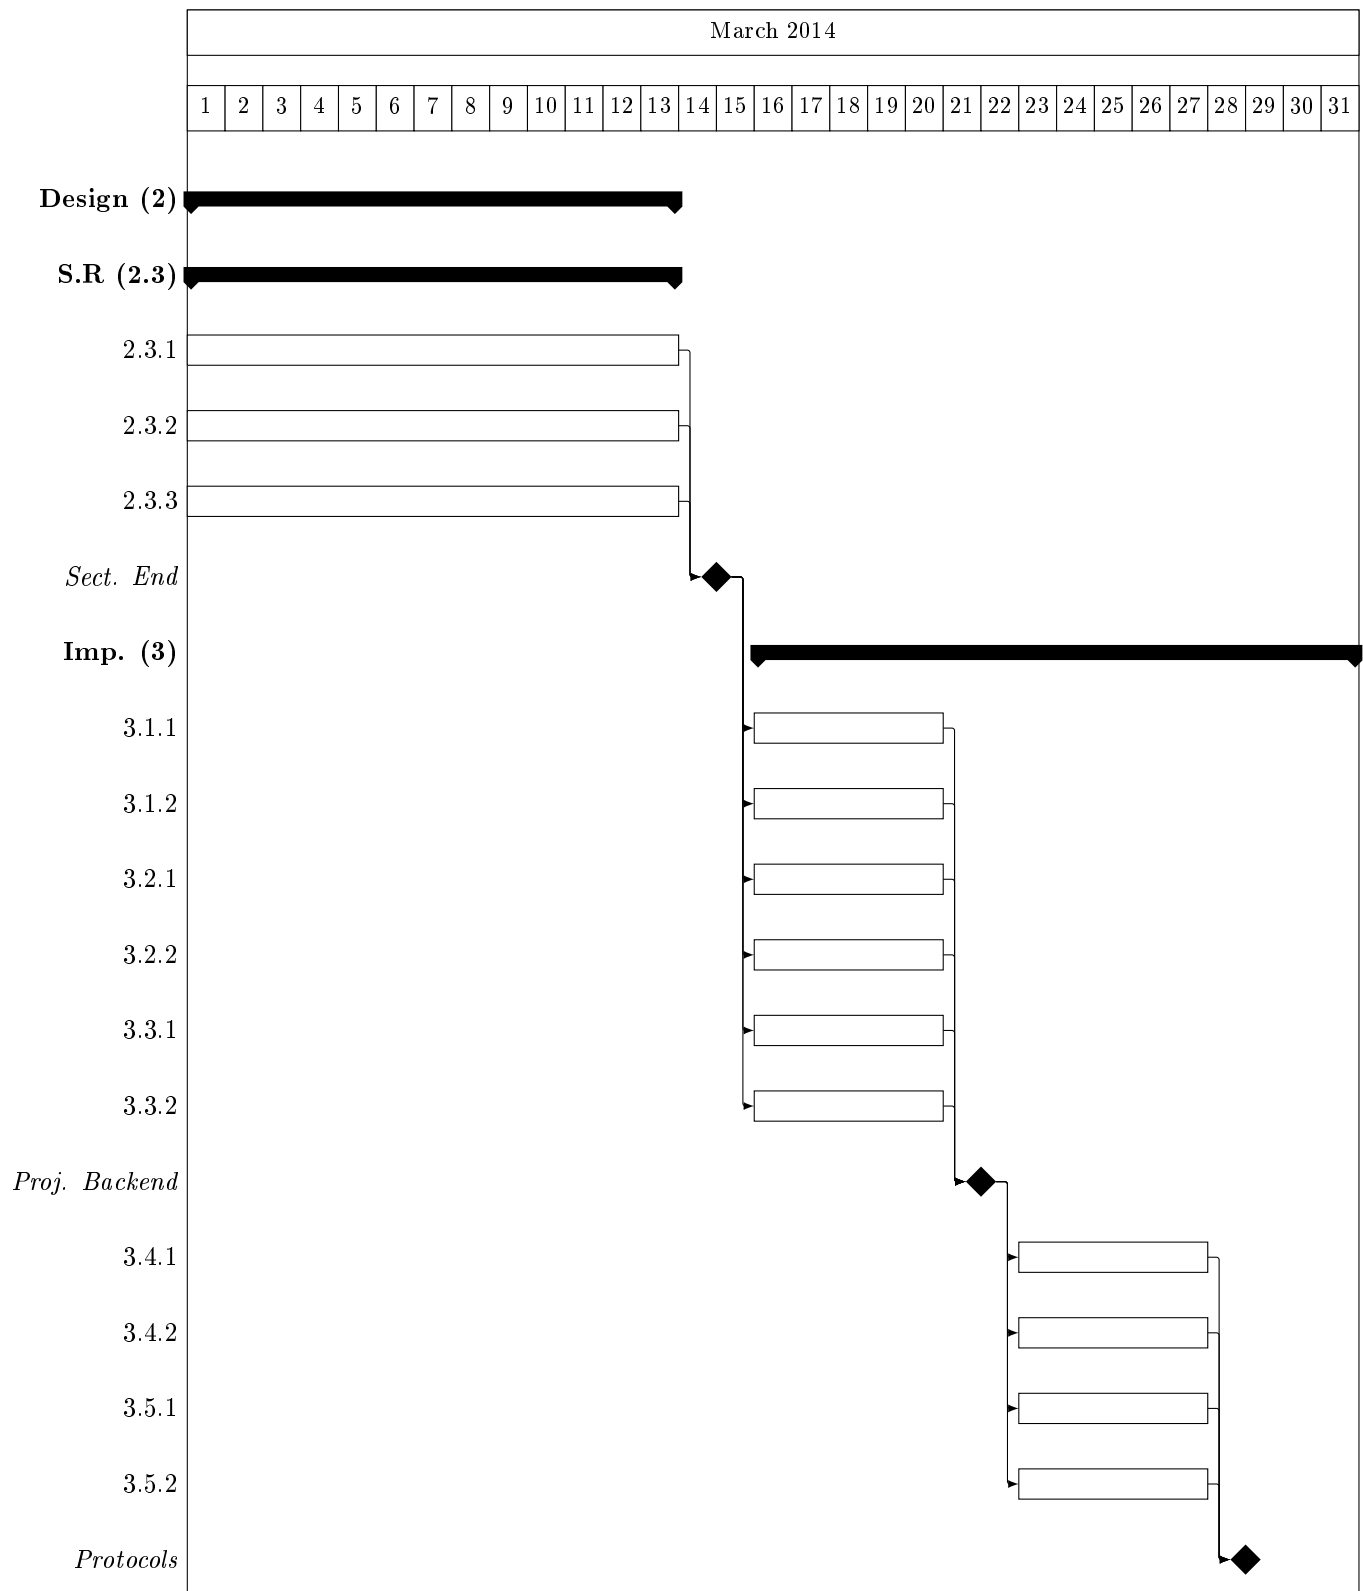 March 2014
1 2 3 4 5 6 7 8 9 10 11 12 13 14 15 16 17 18 19 20 21 22 23 24 25 26 27 28 29 30 31
Design (2)
S.R (2.3)
2.3.1
2.3.2
2.3.3
Sect. End
Imp. (3)
3.1.1
3.1.2
3.2.1
3.2.2
3.3.1
3.3.2
Proj. Backend
3.4.1
3.4.2
3.5.1
3.5.2
Protocols